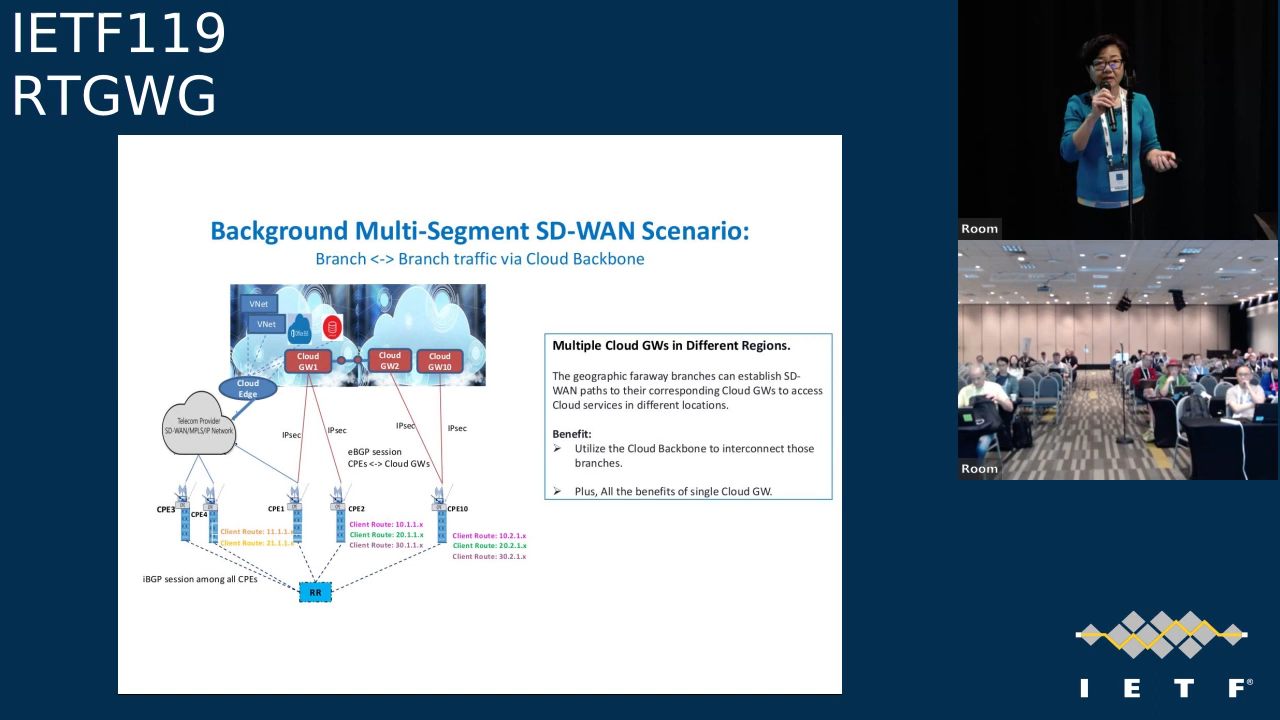 IETF119
RTGWG
Background Multi-Segment SD-WAN Scenario:
Branch <-> Branch traffic via Cloud Backbone
VNet
VNet
Cloud
GW1
Cloud
GW2
Cloud
GW10
Cloud
Edge
Telecom Provider
SD-WAN/MPLS/IP Network
IPsec
IPsec
IPsec
IPsec
eBGP session
CPEs <-> Cloud GWs
CPE3
CPE4
CPE1
CPE2
CPE10
Client Route: 11.1.1.x
Client Route: 21.1.1.x
Client Route: 10.1.1.x
Client Route: 20.1.1.x
Client Route: 30.1.1.x
Client Route: 10.2.1.x
Client Route: 20.2.1.x
Client Route: 30.2.1.x
iBGP session among all CPEs
RR
Multiple Cloud GWs in Different Regions.
The geographic faraway branches can establish SD-
WAN paths to their corresponding Cloud GWs to access
Cloud services in different locations.
Benefit:
➢ Utilize the Cloud Backbone to interconnect those
branches.
➢ Plus, All the benefits of single Cloud GW.
Room
Room
I E T F®